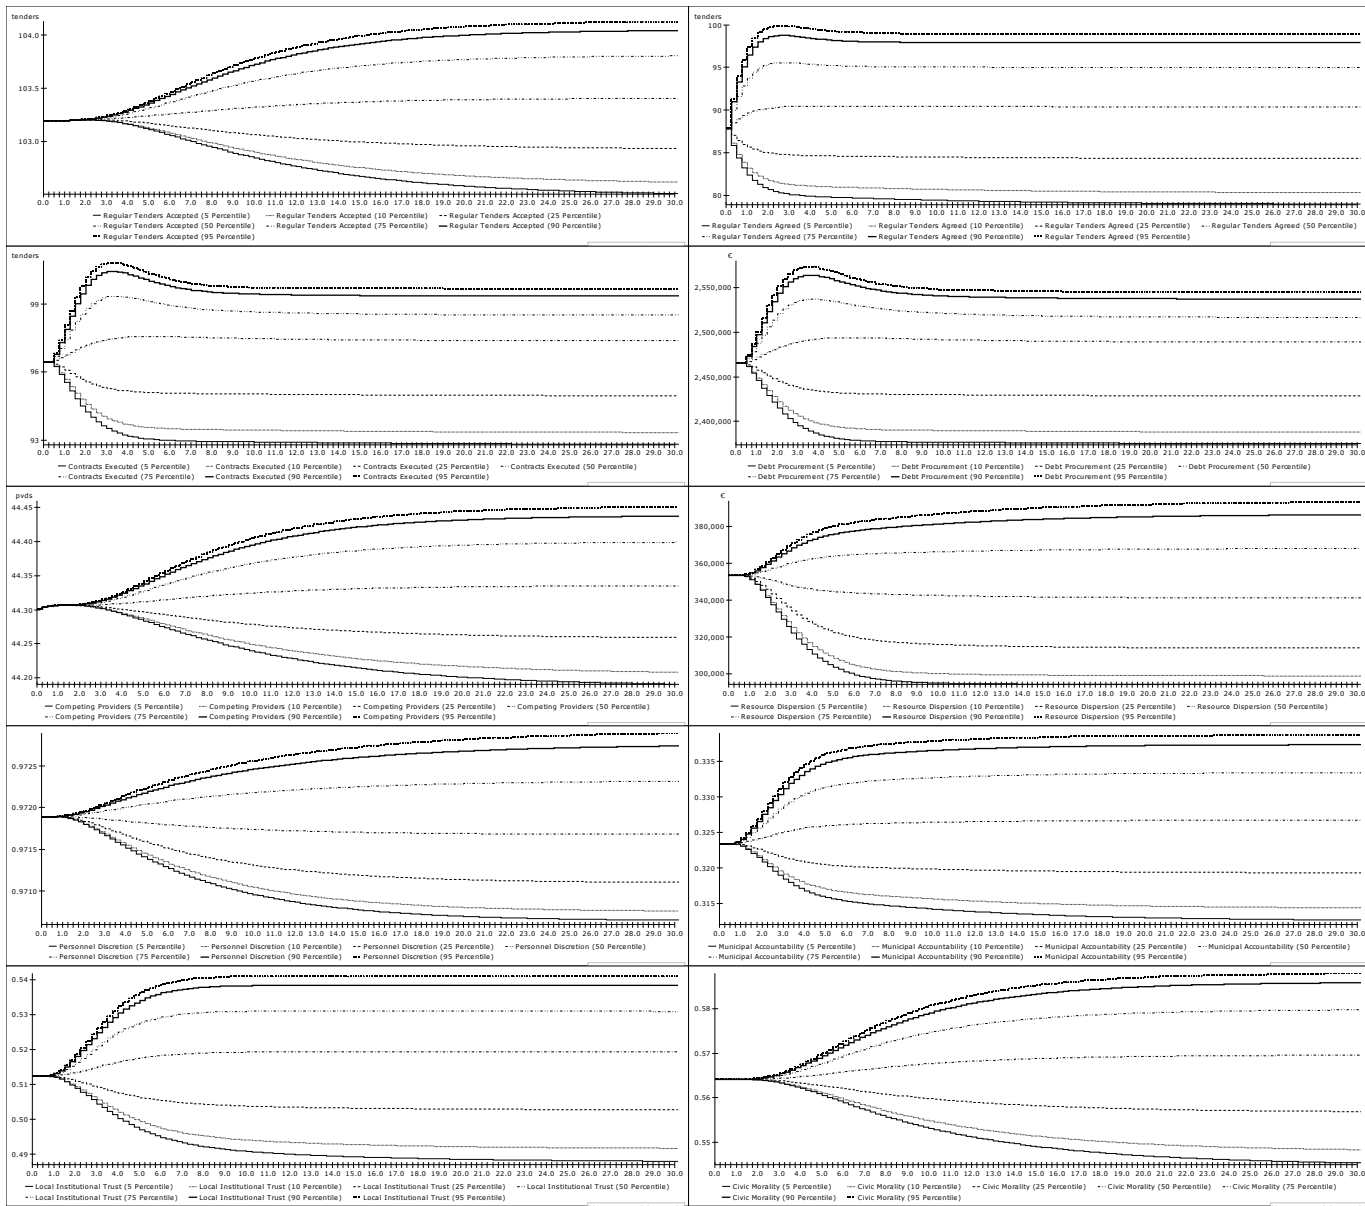 tenders
104.0
103.5
103.0
0.0 1.0 2.0 3.0 4.0 5.0 6.0 7.0 8.0 9.0 10.0 11.0 12.0 13.0 14.0 15.0 16.0 17.0 18.0 19.0 20.0 21.0 22.0 23.0 24.0 25.0 26.0 27.0 28.0 29.0 30.0
Regular Tenders Accepted (5 Percentile) Regular Tenders Accepted (10 Percentile) Regular Tenders Accepted (25 Percentile)
Regular Tenders Accepted (50 Percentile) Regular Tenders Accepted (75 Percentile) Regular Tenders Accepted (90 Percentile)
Regular Tenders Accepted (95 Percentile)
tenders
100
95
90
85
80
0.0 1.0 2.0 3.0 4.0 5.0 6.0 7.0 8.0 9.0 10.0 11.0 12.0 13.0 14.0 15.0 16.0 17.0 18.0 19.0 20.0 21.0 22.0 23.0 24.0 25.0 26.0 27.0 28.0 29.0 30.0
Regular Tenders Agreed (5 Percentile) Regular Tenders Agreed (10 Percentile) Regular Tenders Agreed (25 Percentile) Regular Tenders Agreed (50 Percentile)
Regular Tenders Agreed (75 Percentile) Regular Tenders Agreed (90 Percentile) Regular Tenders Agreed (95 Percentile)
tenders
99
96
93
0.0 1.0 2.0 3.0 4.0 5.0 6.0 7.0 8.0 9.0 10.0 11.0 12.0 13.0 14.0 15.0 16.0 17.0 18.0 19.0 20.0 21.0 22.0 23.0 24.0 25.0 26.0 27.0 28.0 29.0 30.0
Contracts Executed (5 Percentile) Contracts Executed (10 Percentile) Contracts Executed (25 Percentile) Contracts Executed (50 Percentile)
Contracts Executed (75 Percentile) Contracts Executed (90 Percentile) Contracts Executed (95 Percentile)
€
2,550,000
2,500,000
2,450,000
2,400,000
0.0 1.0 2.0 3.0 4.0 5.0 6.0 7.0 8.0 9.0 10.0 11.0 12.0 13.0 14.0 15.0 16.0 17.0 18.0 19.0 20.0 21.0 22.0 23.0 24.0 25.0 26.0 27.0 28.0 29.0 30.0
Debt Procurement (5 Percentile) Debt Procurement (10 Percentile) Debt Procurement (25 Percentile) Debt Procurement (50 Percentile)
Debt Procurement (75 Percentile) Debt Procurement (90 Percentile) Debt Procurement (95 Percentile)
pvds
44.45
44.40
44.35
44.30
44.25
44.20
0.0 1.0 2.0 3.0 4.0 5.0 6.0 7.0 8.0 9.0 10.0 11.0 12.0 13.0 14.0 15.0 16.0 17.0 18.0 19.0 20.0 21.0 22.0 23.0 24.0 25.0 26.0 27.0 28.0 29.0 30.0
Competing Providers (5 Percentile) Competing Providers (10 Percentile) Competing Providers (25 Percentile) Competing Providers (50 Percentile)
Competing Providers (75 Percentile) Competing Providers (90 Percentile) Competing Providers (95 Percentile)
€
380,000
360,000
340,000
320,000
300,000
0.0 1.0 2.0 3.0 4.0 5.0 6.0 7.0 8.0 9.0 10.0 11.0 12.0 13.0 14.0 15.0 16.0 17.0 18.0 19.0 20.0 21.0 22.0 23.0 24.0 25.0 26.0 27.0 28.0 29.0 30.0
Resource Dispersion (5 Percentile) Resource Dispersion (10 Percentile) Resource Dispersion (25 Percentile) Resource Dispersion (50 Percentile)
Resource Dispersion (75 Percentile) Resource Dispersion (90 Percentile) Resource Dispersion (95 Percentile)
0.9725
0.9720
0.9715
0.9710
0.0 1.0 2.0 3.0 4.0 5.0 6.0 7.0 8.0 9.0 10.0 11.0 12.0 13.0 14.0 15.0 16.0 17.0 18.0 19.0 20.0 21.0 22.0 23.0 24.0 25.0 26.0 27.0 28.0 29.0 30.0
Personnel Discretion (5 Percentile) Personnel Discretion (10 Percentile) Personnel Discretion (25 Percentile) Personnel Discretion (50 Percentile)
Personnel Discretion (75 Percentile) Personnel Discretion (90 Percentile) Personnel Discretion (95 Percentile)
0.335
0.330
0.325
0.320
0.315
0.0 1.0 2.0 3.0 4.0 5.0 6.0 7.0 8.0 9.0 10.0 11.0 12.0 13.0 14.0 15.0 16.0 17.0 18.0 19.0 20.0 21.0 22.0 23.0 24.0 25.0 26.0 27.0 28.0 29.0 30.0
Municipal Accountability (5 Percentile) Municipal Accountability (10 Percentile) Municipal Accountability (25 Percentile) Municipal Accountability (50 Percentile)
Municipal Accountability (75 Percentile) Municipal Accountability (90 Percentile) Municipal Accountability (95 Percentile)
0.54
0.53
0.52
0.51
0.50
0.49
0.0 1.0 2.0 3.0 4.0 5.0 6.0 7.0 8.0 9.0 10.0 11.0 12.0 13.0 14.0 15.0 16.0 17.0 18.0 19.0 20.0 21.0 22.0 23.0 24.0 25.0 26.0 27.0 28.0 29.0 30.0
Local Institutional Trust (5 Percentile) Local Institutional Trust (10 Percentile) Local Institutional Trust (25 Percentile) Local Institutional Trust (50 Percentile)
Local Institutional Trust (75 Percentile) Local Institutional Trust (90 Percentile) Local Institutional Trust (95 Percentile)
0.58
0.57
0.56
0.55
0.0 1.0 2.0 3.0 4.0 5.0 6.0 7.0 8.0 9.0 10.0 11.0 12.0 13.0 14.0 15.0 16.0 17.0 18.0 19.0 20.0 21.0 22.0 23.0 24.0 25.0 26.0 27.0 28.0 29.0 30.0
Civic Morality (5 Percentile) Civic Morality (10 Percentile) Civic Morality (25 Percentile) Civic Morality (50 Percentile) Civic Morality (75 Percentile)
Civic Morality (90 Percentile) Civic Morality (95 Percentile)